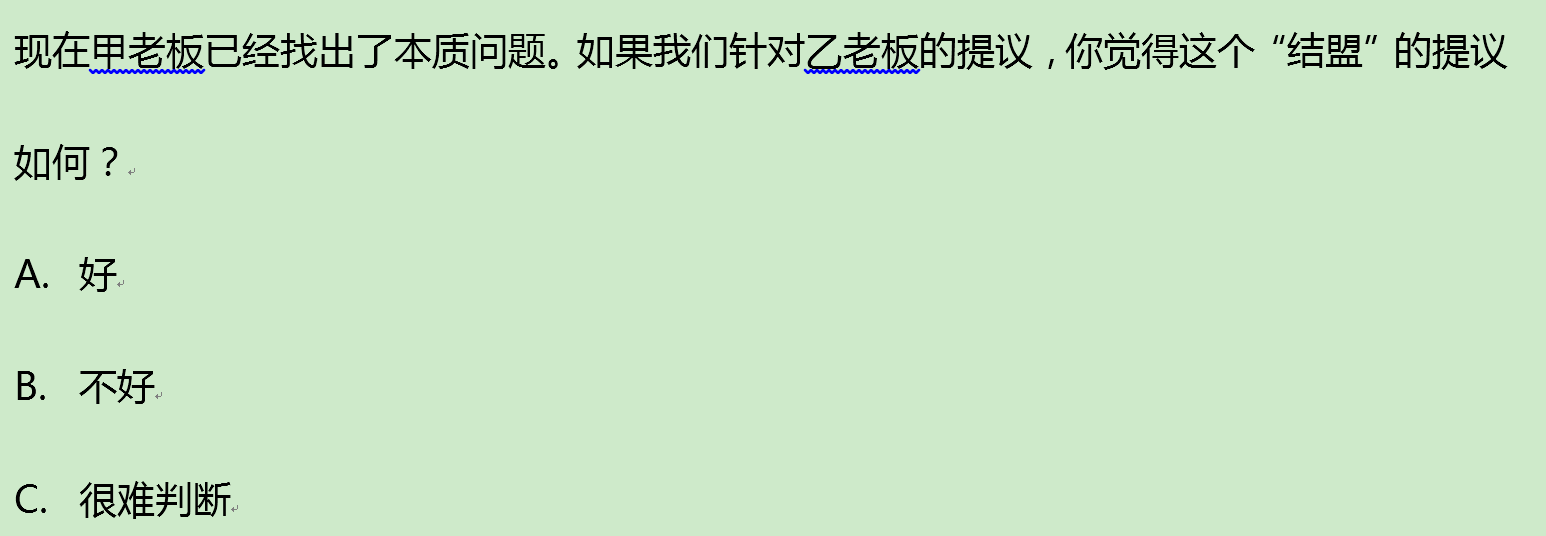 现在甲老板已经找出了本质问题。如果我们针对乙老板的提议，你觉得这个“结盟”的提议
如何？
A. 好
B. 不好
C. 很难判断